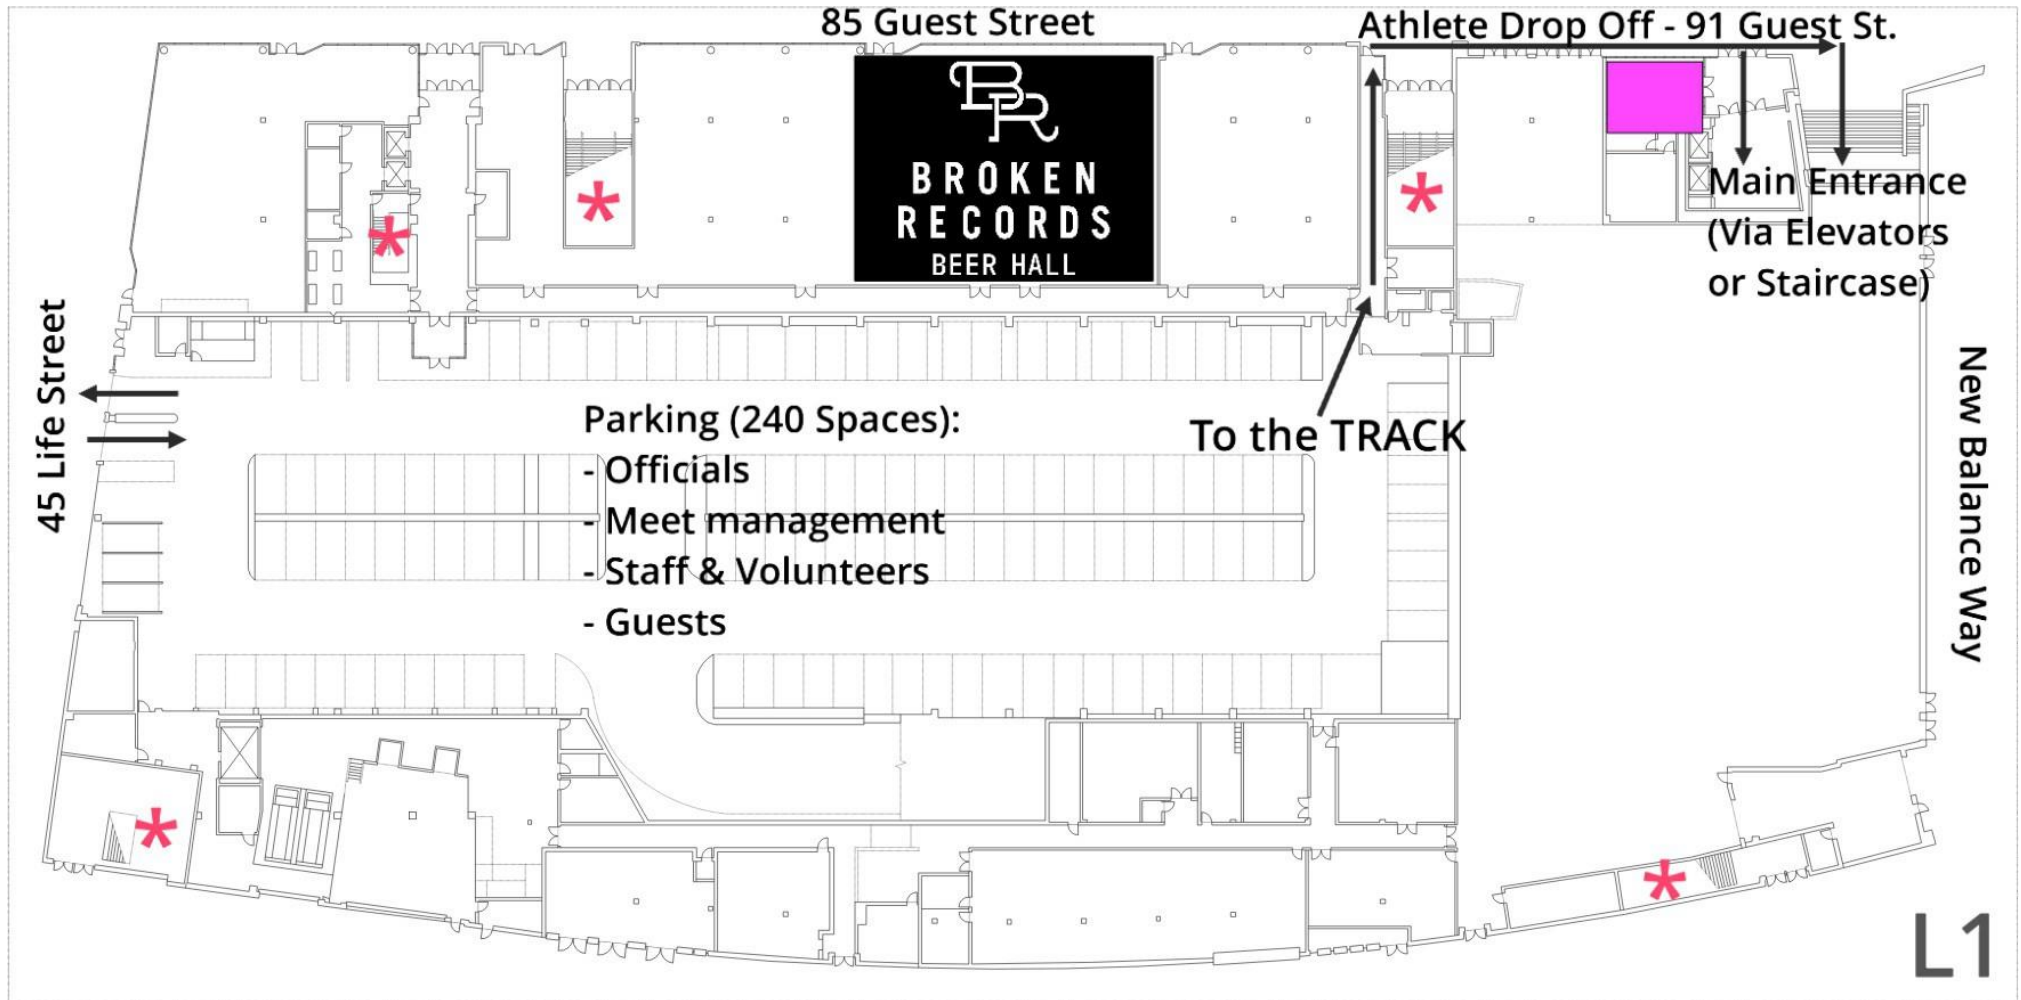 85 Guest Street
Athlete Drop Off - 91 Guest St.
BR
BROKEN
RECORDS
BEER HALL
Main Entrance
(Via Elevators
or Staircase)
45 Life Street
New Balance Way
Parking (240 Spaces):
- Officials
- Meet management
- Staff & Volunteers
- Guests
To the TRACK
L1